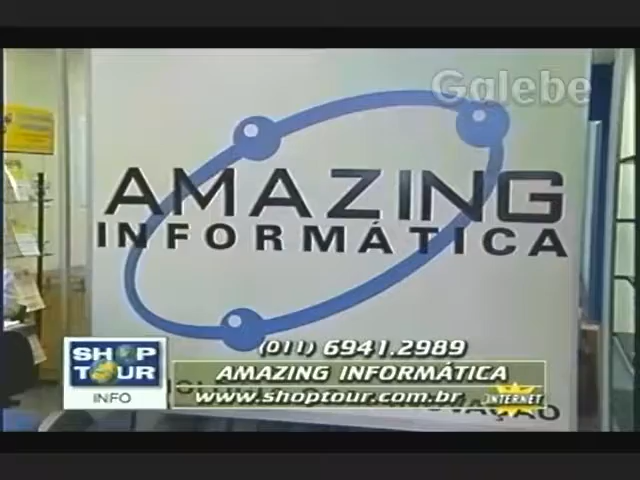 Galebe
AMAZING
INFORMÁTICA
(011) 6941.2989
SHOP TOUR
INFO
AMAZING INFORMÁTICA
www.shoptour.com.br
INTERNET